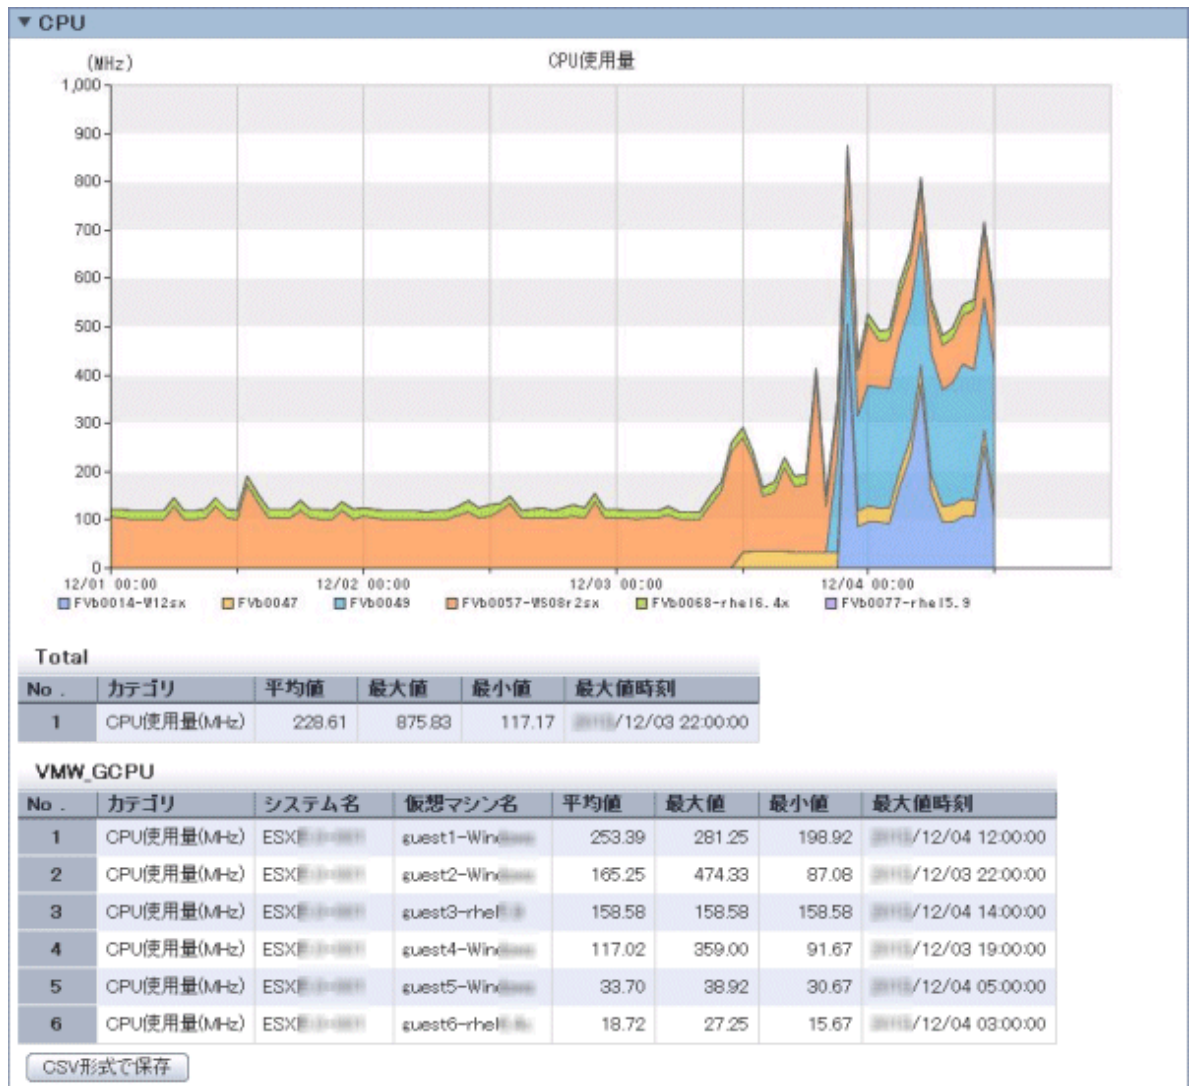 ▼ CPU
(MHz)
CPU使用量
1,000
900
800
700
600
500
400
300
200
100
0
12/01 00:00 12/02 00:00 12/03 00:00 12/04 00:00
FVb0014-W12sx FVb0047 FVb0049 FVb0057-WS08r2sx FVb0068-rhel6.4x FVb0077-rhel5.9
Total
No . カテゴリ 平均値 最大値 最小値 最大値時刻
1 CPU使用量(MHz) 228.61 875.83 117.17 /12/03 22:00:00
VMW_GCPU
No . カテゴリ システム名 仮想マシン名 平均値 最大値 最小値 最大値時刻
1 CPU使用量(MHz) ESX guest1-Win 253.39 281.25 198.92 /12/04 12:00:00
2 CPU使用量(MHz) ESX guest2-Win 165.25 474.33 87.08 /12/03 22:00:00
3 CPU使用量(MHz) ESX guest3-rhel 158.58 158.58 158.58 /12/04 14:00:00
4 CPU使用量(MHz) ESX guest4-Win 117.02 359.00 91.67 /12/03 19:00:00
5 CPU使用量(MHz) ESX guest5-Win 33.70 38.92 30.67 /12/04 05:00:00
6 CPU使用量(MHz) ESX guest6-rhel 18.72 27.25 15.67 /12/04 03:00:00
CSV形式で保存